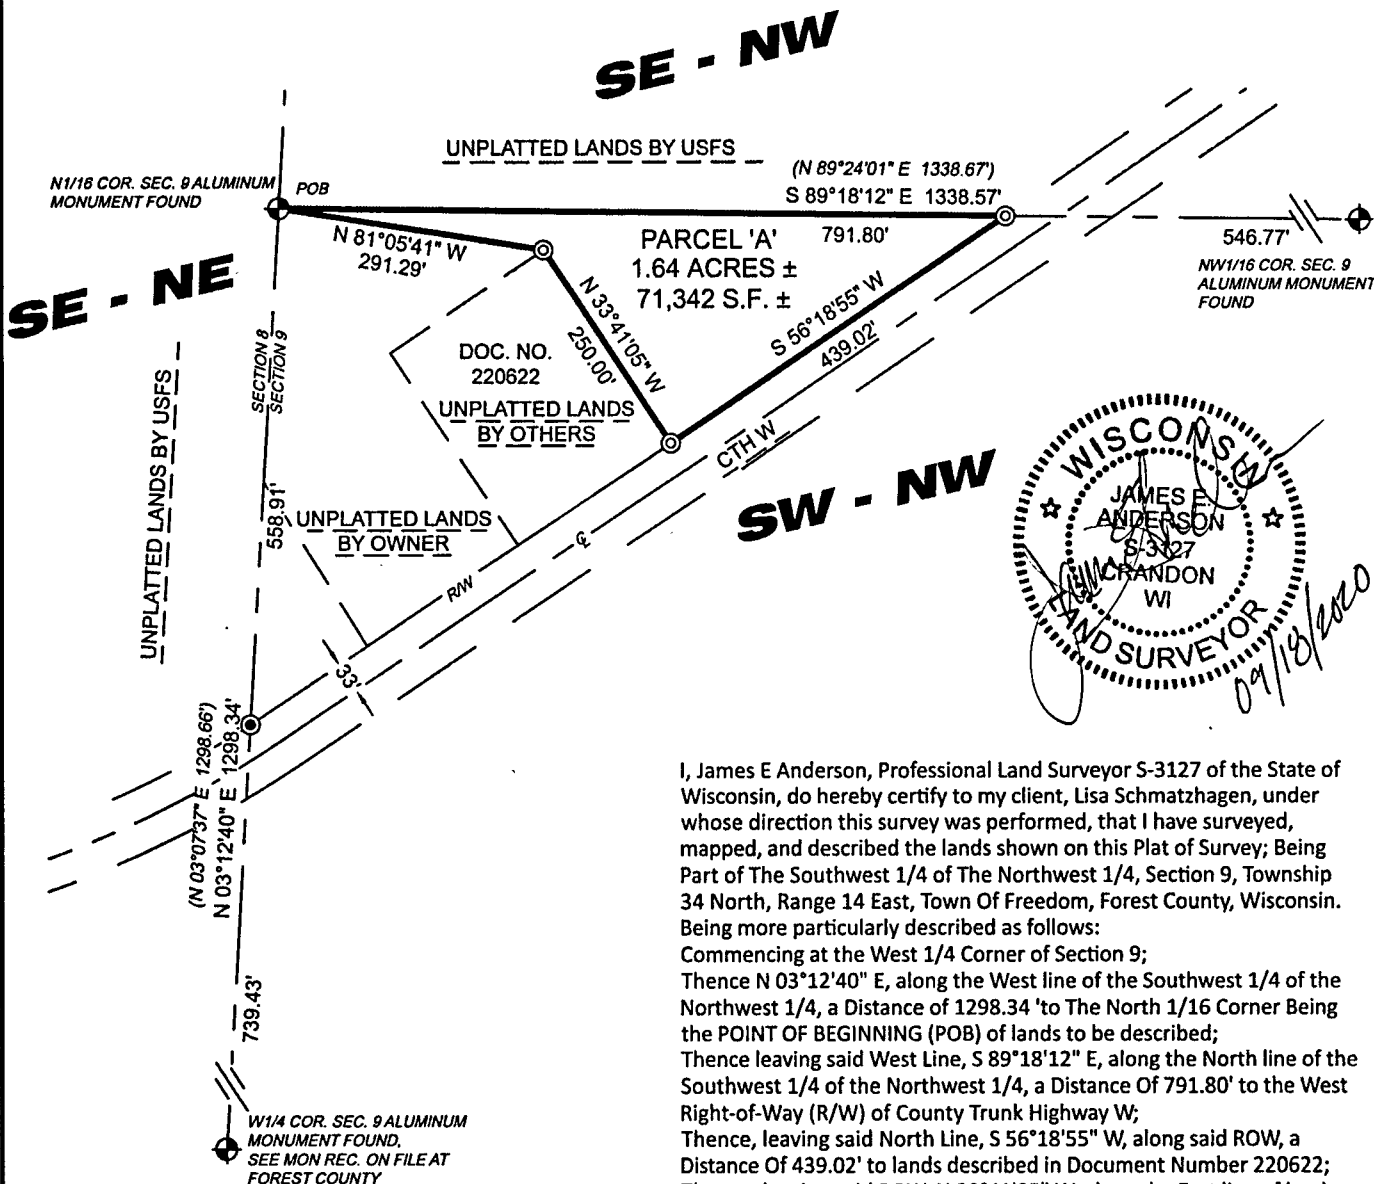 SE - NW
UNPLATTED LANDS BY USFS
(N 89°24'01" E 1338.67')
S 89°18'12" E 1338.57'
N1/16 COR. SEC. 9 ALUMINUM
MONUMENT FOUND
POB
791.80'
546.77'
NW1/16 COR. SEC. 9
ALUMINUM MONUMENT
FOUND
N 81°05'41" W
291.29'
PARCEL 'A'
1.64 ACRES ±
71,342 S.F. ±
SE - NE
N 33°41'05" W
250.00'
S 56°18'55" W
439.02'
SECTION 8
SECTION 9
DOC. NO.
220622
UNPLATTED LANDS
BY OTHERS
UNPLATTED LANDS BY USFS
CTH W
SW - NW
558.91'
UNPLATTED LANDS
BY OWNER
R/W
33'
WISCONSIN
JAMES E.
ANDERSON
S-3127
CRANDON
WI
LAND SURVEYOR
09/18/2020
(N 03°07'37" E 1298.66')
N 03°12'40" E 1298.34'
739.43'
W1/4 COR. SEC. 9 ALUMINUM
MONUMENT FOUND,
SEE MON REC. ON FILE AT
FOREST COUNTY
I, James E Anderson, Professional Land Surveyor S-3127 of the State of
Wisconsin, do hereby certify to my client, Lisa Schmatzhagen, under
whose direction this survey was performed, that I have surveyed,
mapped, and described the lands shown on this Plat of Survey; Being
Part of The Southwest 1/4 of The Northwest 1/4, Section 9, Township
34 North, Range 14 East, Town Of Freedom, Forest County, Wisconsin.
Being more particularly described as follows:
Commencing at the West 1/4 Corner of Section 9;
Thence N 03°12'40" E, along the West line of the Southwest 1/4 of the
Northwest 1/4, a Distance of 1298.34 'to The North 1/16 Corner Being
the POINT OF BEGINNING (POB) of lands to be described;
Thence leaving said West Line, S 89°18'12" E, along the North line of the
Southwest 1/4 of the Northwest 1/4, a Distance Of 791.80' to the West
Right-of-Way (R/W) of County Trunk Highway W;
Thence, leaving said North Line, S 56°18'55" W, along said ROW, a
Distance Of 439.02' to lands described in Document Number 220622;